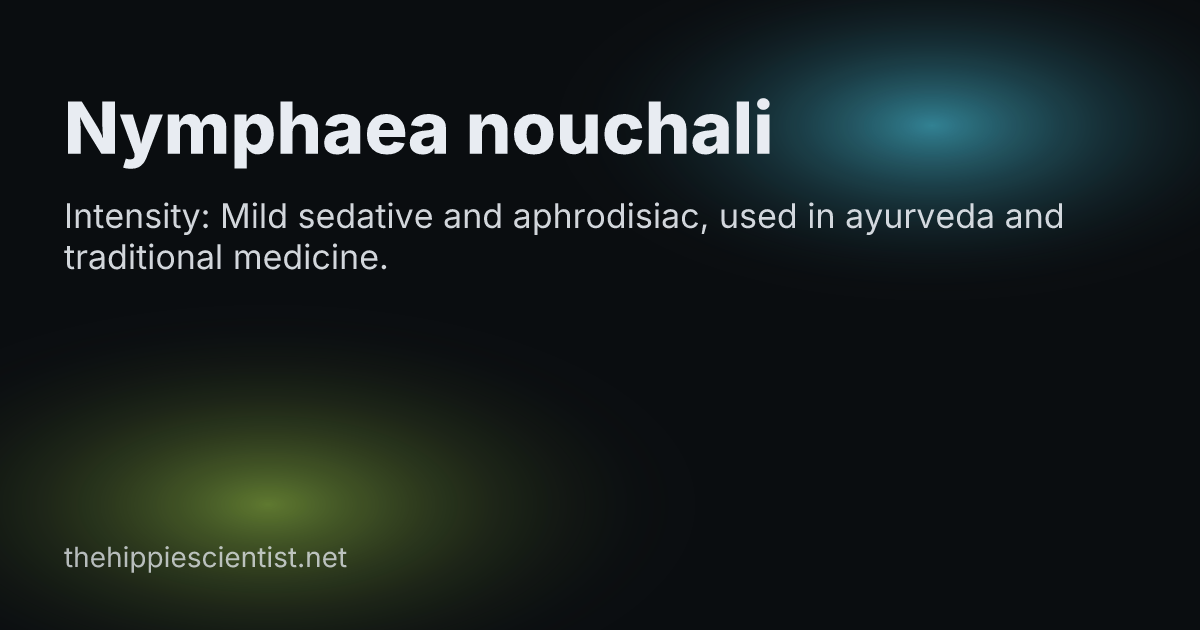 Nymphaea nouchali
Intensity: Mild sedative and aphrodisiac, used in ayurveda and
traditional medicine.
thehippiescientist.net